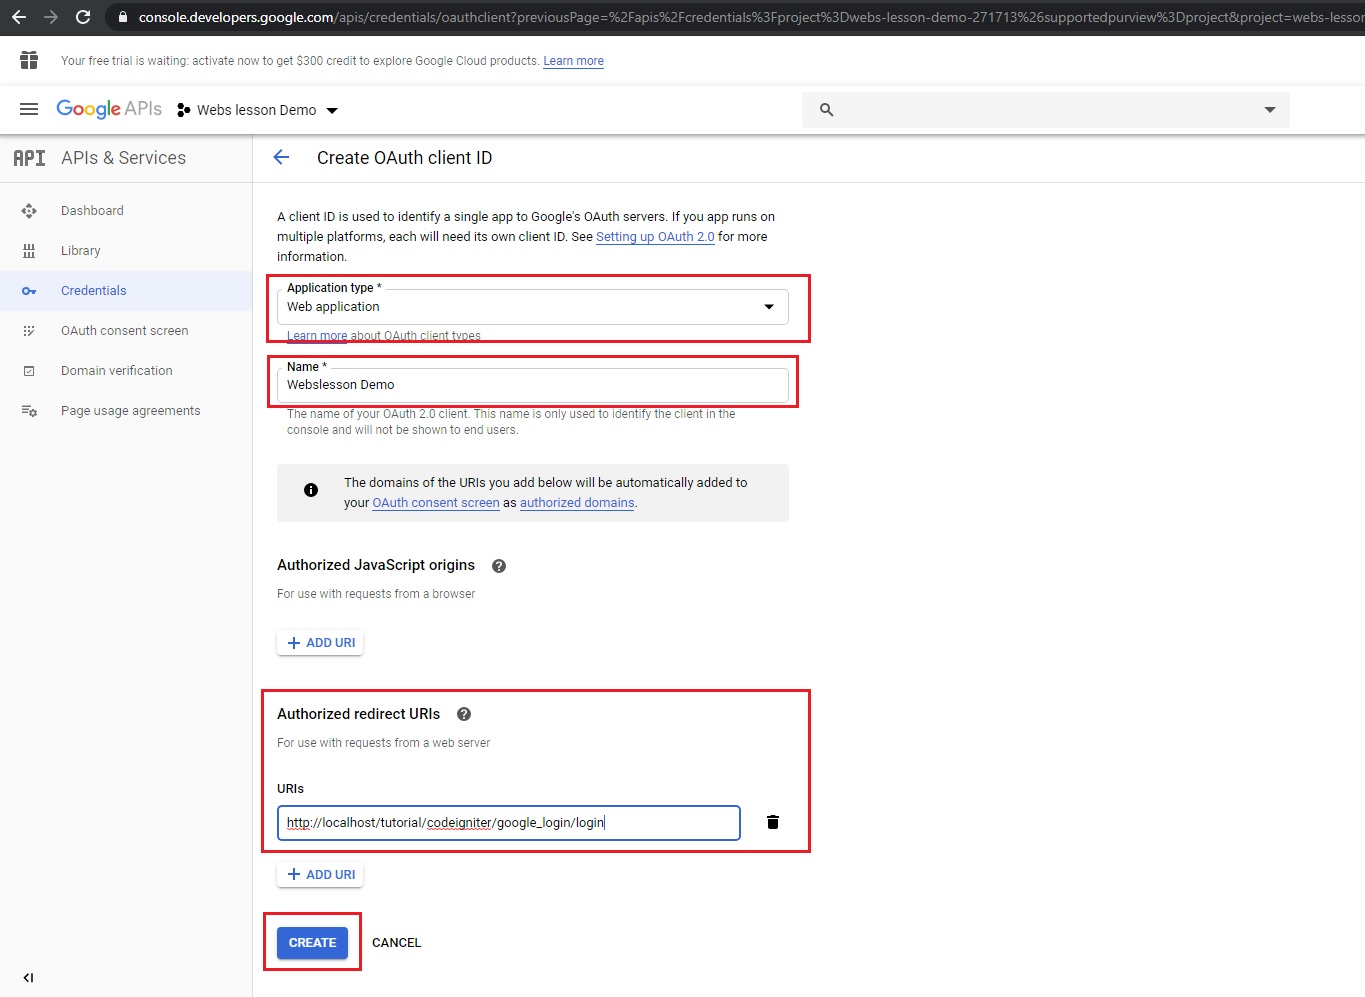 console.developers.google.com/apis/credentials/oauthclient?previousPage=%2Fapis%2Fcredentials%3Fproject%3Dwebs-lesson-demo-271713%26supportedpurview%3Dproject&project=webs-lesson
Your free trial is waiting: activate now to get $300 credit to explore Google Cloud products. Learn more
Google APIs Webs lesson Demo
API APIs & Services
Create OAuth client ID
Dashboard
Library
Credentials
OAuth consent screen
Domain verification
Page usage agreements
A client ID is used to identify a single app to Google's OAuth servers. If you app runs on
multiple platforms, each will need its own client ID. See Setting up OAuth 2.0 for more
information.
Application type *
Web application
Learn more about OAuth client types
Name *
Webslesson Demo
The name of your OAuth 2.0 client. This name is only used to identify the client in the
console and will not be shown to end users.
The domains of the URIs you add below will be automatically added to
your OAuth consent screen as authorized domains.
Authorized JavaScript origins
For use with requests from a browser
ADD URI
Authorized redirect URIs
For use with requests from a web server
URIs
http://localhost/tutorial/codeigniter/google_login/login
ADD URI
CREATE CANCEL